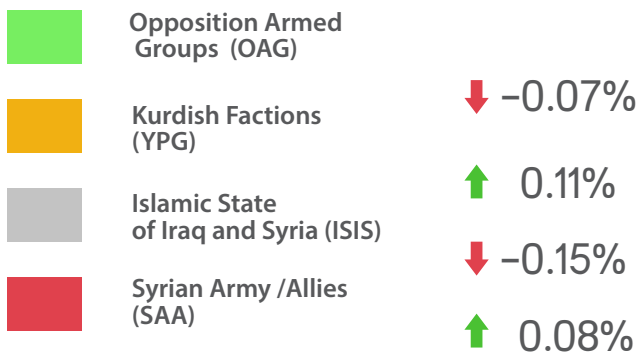 Opposition Armed
Groups (OAG)
−0.07%
Kurdish Factions
(YPG)
0.11%
Islamic State
of Iraq and Syria (ISIS)
−0.15%
Syrian Army /Allies
(SAA)
0.08%